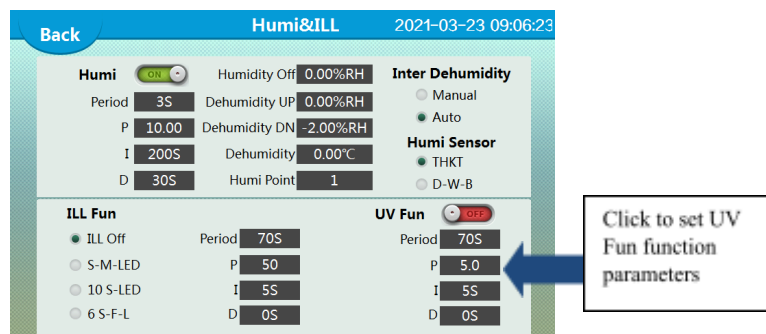 Back Humi&ILL 2021-03-23 09:06:23
Humi ON Humidity Off 0.00%RH Inter Dehumidity
Period 3S Dehumidity UP 0.00%RH Manual
P 10.00 Dehumidity DN -2.00%RH Auto
Humi Sensor
I 200S Dehumidity 0.00℃ THKT
D 30S Humi Point 1 D-W-B
ILL Fun UV Fun OFF
ILL Off Period 70S Period 70S
S-M-LED P 50 P 5.0
10 S-LED I 5S I 5S
6 S-F-L D 0S D 0S
Click to set UV
Fun function
parameters